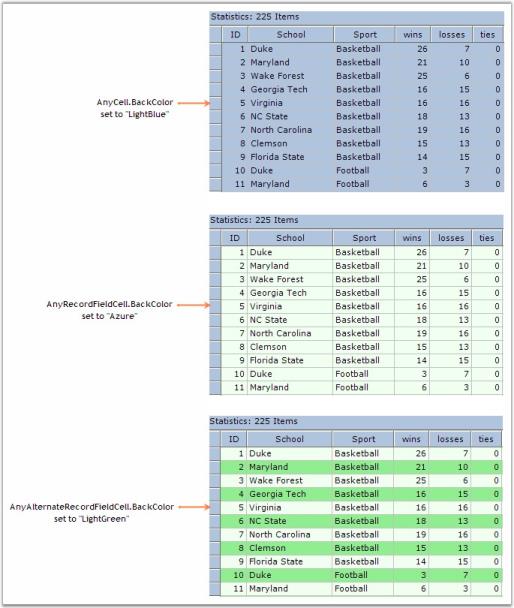 Statistics: 225 Items
ID School Sport wins losses ties
1 Duke Basketball 26 7 0
2 Maryland Basketball 21 10 0
3 Wake Forest Basketball 25 6 0
4 Georgia Tech Basketball 16 15 0
5 Virginia Basketball 16 16 0
6 NC State Basketball 18 13 0
7 North Carolina Basketball 19 16 0
8 Clemson Basketball 15 13 0
9 Florida State Basketball 14 15 0
10 Duke Football 3 7 0
11 Maryland Football 6 3 0
AnyCell.BackColor
set to "LightBlue"
Statistics: 225 Items
ID School Sport wins losses ties
1 Duke Basketball 26 7 0
2 Maryland Basketball 21 10 0
3 Wake Forest Basketball 25 6 0
4 Georgia Tech Basketball 16 15 0
5 Virginia Basketball 16 16 0
6 NC State Basketball 18 13 0
7 North Carolina Basketball 19 16 0
8 Clemson Basketball 15 13 0
9 Florida State Basketball 14 15 0
10 Duke Football 3 7 0
11 Maryland Football 6 3 0
AnyRecordFieldCell.BackColor
set to "Azure"
Statistics: 225 Items
ID School Sport wins losses ties
1 Duke Basketball 26 7 0
2 Maryland Basketball 21 10 0
3 Wake Forest Basketball 25 6 0
4 Georgia Tech Basketball 16 15 0
5 Virginia Basketball 16 16 0
6 NC State Basketball 18 13 0
7 North Carolina Basketball 19 16 0
8 Clemson Basketball 15 13 0
9 Florida State Basketball 14 15 0
10 Duke Football 3 7 0
11 Maryland Football 6 3 0
AnyAlternateRecordFieldCell.BackColor
set to "LightGreen"